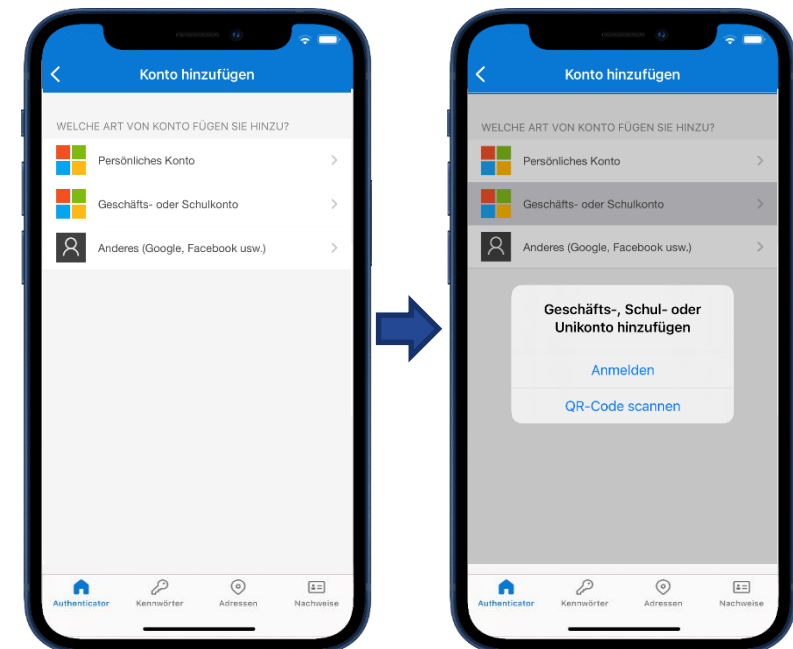 Konto hinzufügen
WELCHE ART VON KONTO FÜGEN SIE HINZU?
Persönliches Konto
Geschäfts- oder Schulkonto
Anderes (Google, Facebook usw.)
Authenticator
Kennwörter
Adressen
Nachweise
Konto hinzufügen
WELCHE ART VON KONTO FÜGEN SIE HINZU?
Persönliches Konto
Geschäfts- oder Schulkonto
Anderes (Google, Facebook usw.)
Geschäfts-, Schul- oder
Unikonto hinzufügen
Anmelden
QR-Code scannen
Authenticator
Kennwörter
Adressen
Nachweise